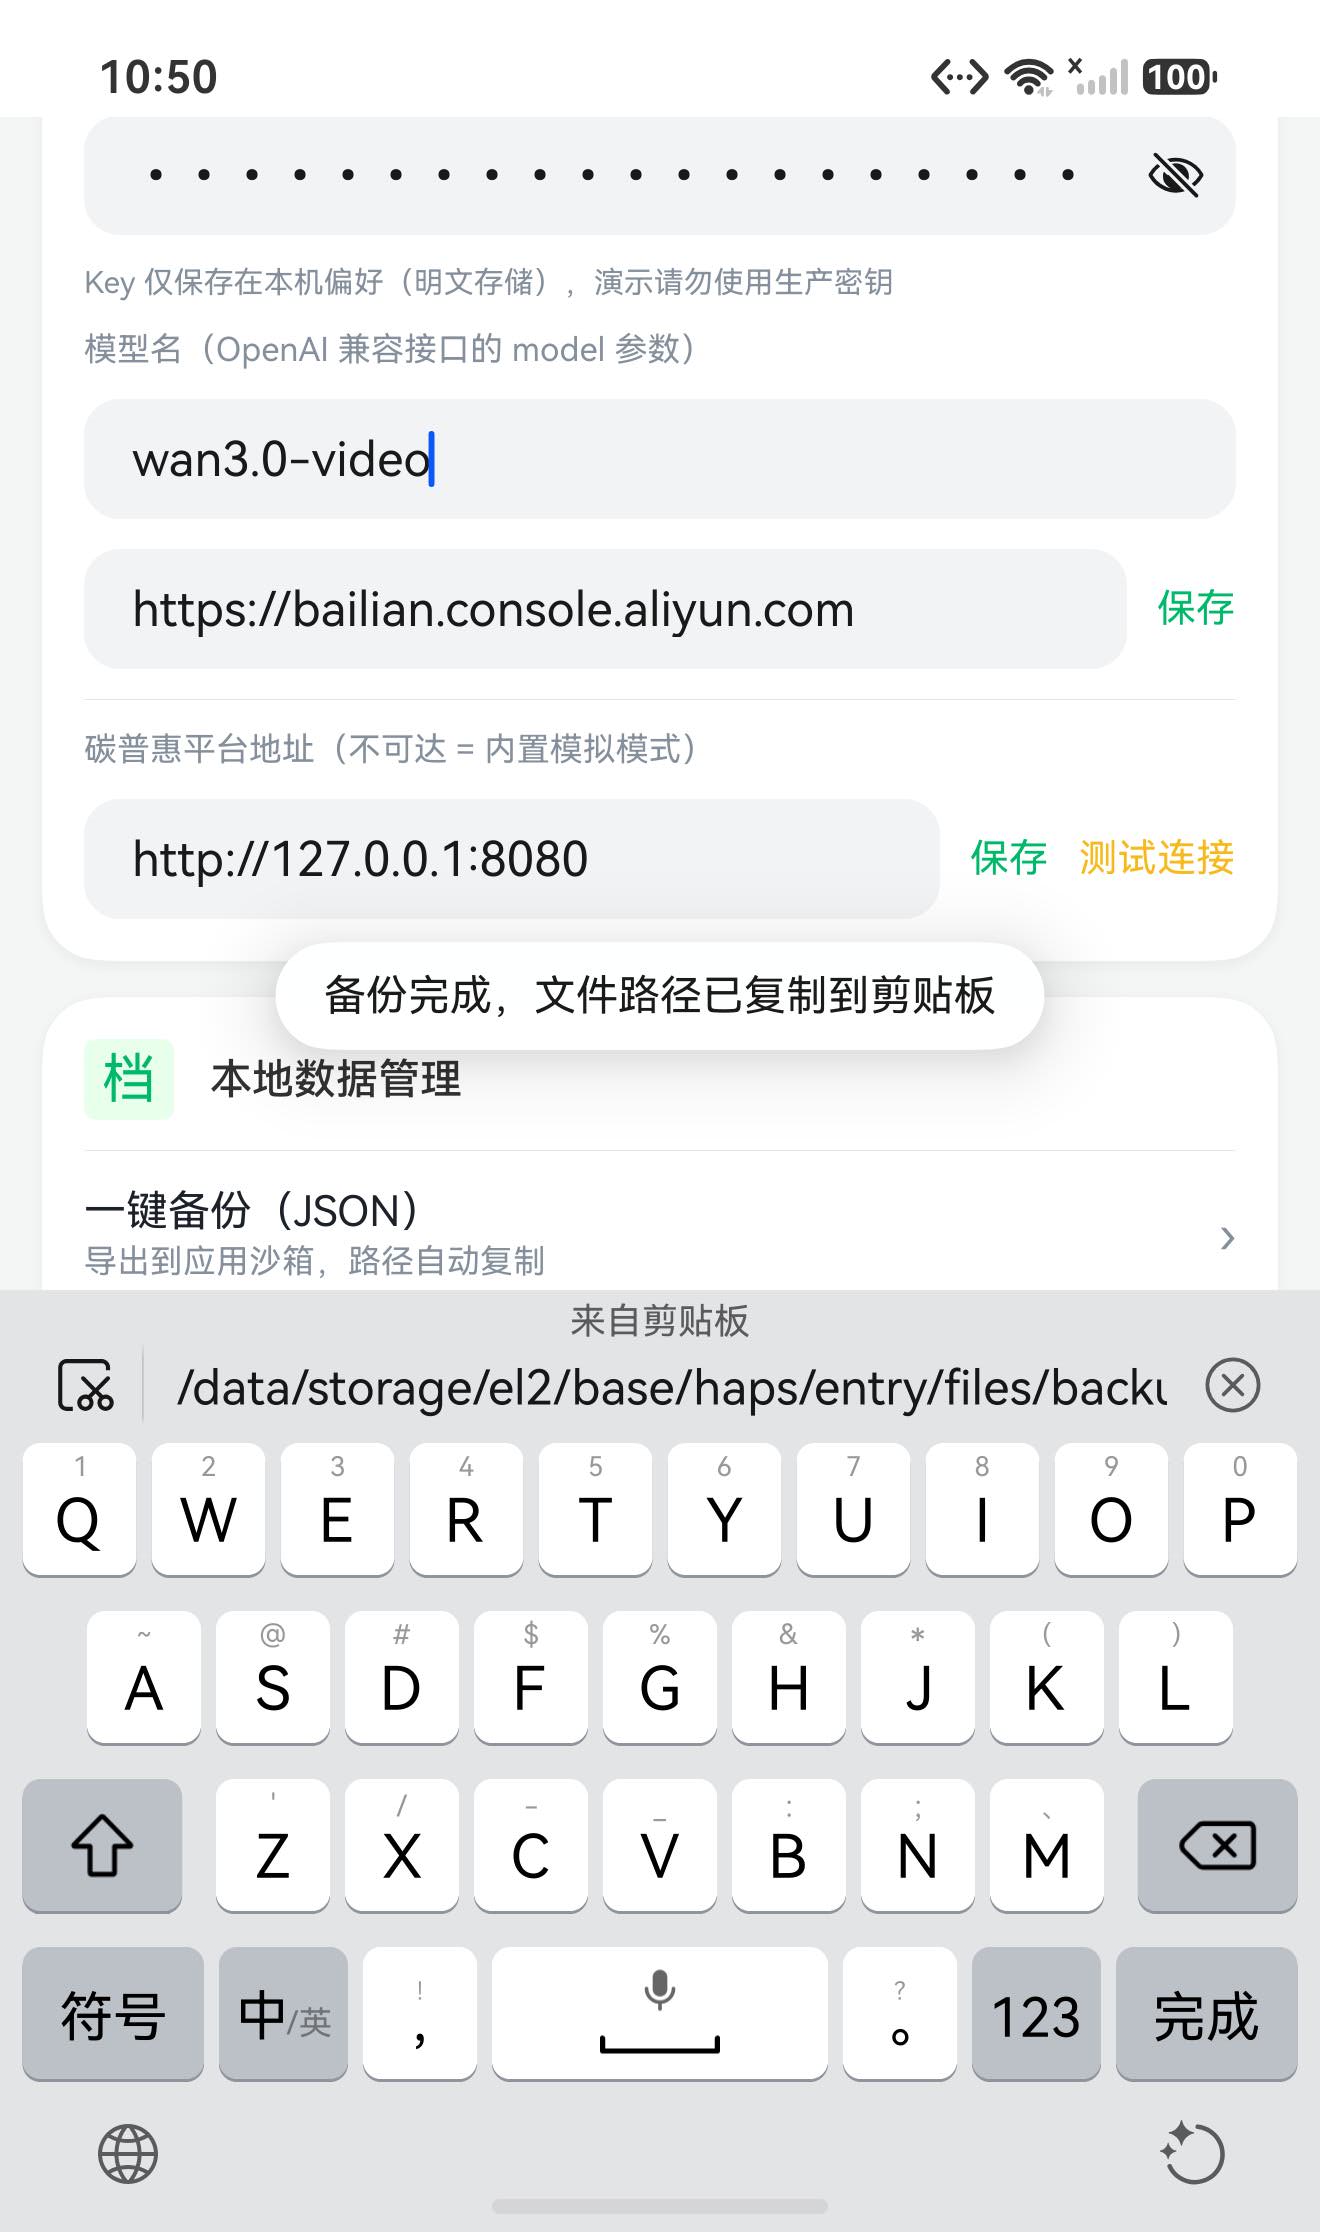 10:50
100
Key 仅保存在本机偏好（明文存储），演示请勿使用生产密钥
模型名（OpenAI 兼容接口的 model 参数）
wan3.0-video
https://bailian.console.aliyun.com
保存
碳普惠平台地址（不可达 = 内置模拟模式）
http://127.0.0.1:8080
保存 测试连接
备份完成，文件路径已复制到剪贴板
档 本地数据管理
一键备份（JSON）
导出到应用沙箱，路径自动复制
来自剪贴板
/data/storage/el2/base/haps/entry/files/backu
1 2 3 4 5 6 7 8 9 0
Q W E R T Y U I O P
~ @ # $ % & * ( )
A S D F G H J K L
' / - _ : ; 、
Z X C V B N M
! ?
符号 中/英 ， 。 123 完成